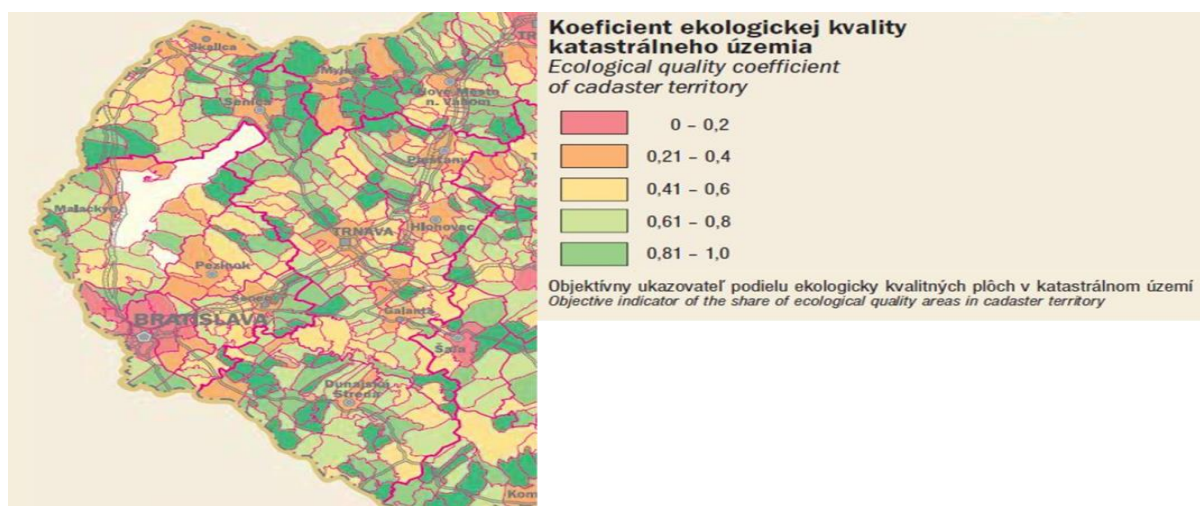 Skalica
TR
Myjava
Nové Mesto
n. Váhom
Senica
Piešťany
T
Malacky
Hlohovec
TRNAVA
Pezinok
Senec
Galanta
BRATISLAVA
Šaľa
Dunajská
Streda
Kom
Koeficient ekologickej kvality
katastrálneho územia
Ecological quality coefficient
of cadaster territory
0 – 0,2
0,21 – 0,4
0,41 – 0,6
0,61 – 0,8
0,81 – 1,0
Objektívny ukazovateľ podielu ekologicky kvalitných plôch v katastrálnom území
Objective indicator of the share of ecological quality areas in cadaster territory